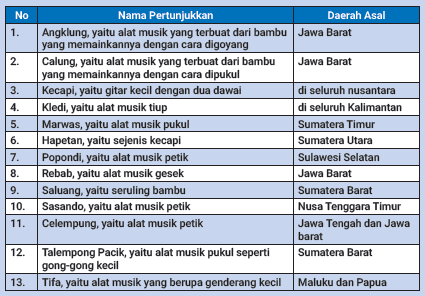 No Nama Pertunjukkan Daerah Asal
1. Angklung, yaitu alat musik yang terbuat dari bambu Jawa Barat
yang memainkannya dengan cara digoyang
2. Calung, yaitu alat musik yang terbuat dari bambu Jawa Barat
yang memainkannya dengan cara dipukul
3. Kecapi, yaitu gitar kecil dengan dua dawai di seluruh nusantara
4. Kledi, yaitu alat musik tiup di seluruh Kalimantan
5. Marwas, yaitu alat musik pukul Sumatera Timur
6. Hapetan, yaitu sejenis kecapi Sumatera Utara
7. Popondi, yaitu alat musik petik Sulawesi Selatan
8. Rebab, yaitu alat musik gesek Jawa Barat
9. Saluang, yaitu seruling bambu Sumatera Barat
10. Sasando, yaitu alat musik petik Nusa Tenggara Timur
11. Celempung, yaitu alat musik petik Jawa Tengah dan Jawa
barat
12. Talempong Pacik, yaitu alat musik pukul seperti Sumatera Barat
gong-gong kecil
13. Tifa, yaitu alat musik yang berupa genderang kecil Maluku dan Papua